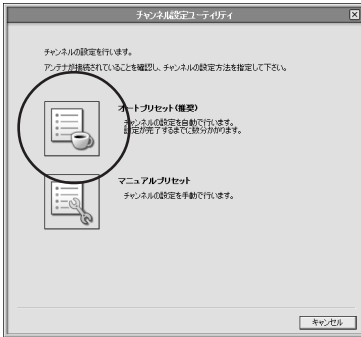 チャンネル設定ユーティリティ
チャンネルの設定を行います。
アンテナが接続されていることを確認し、チャンネルの設定方法を指定して下さい。
オートプリセット(推奨)
チャンネルの設定を自動で行います。
設定が完了するまでに数分かかります。
マニュアルプリセット
チャンネルの設定を手動で行います。
キャンセル